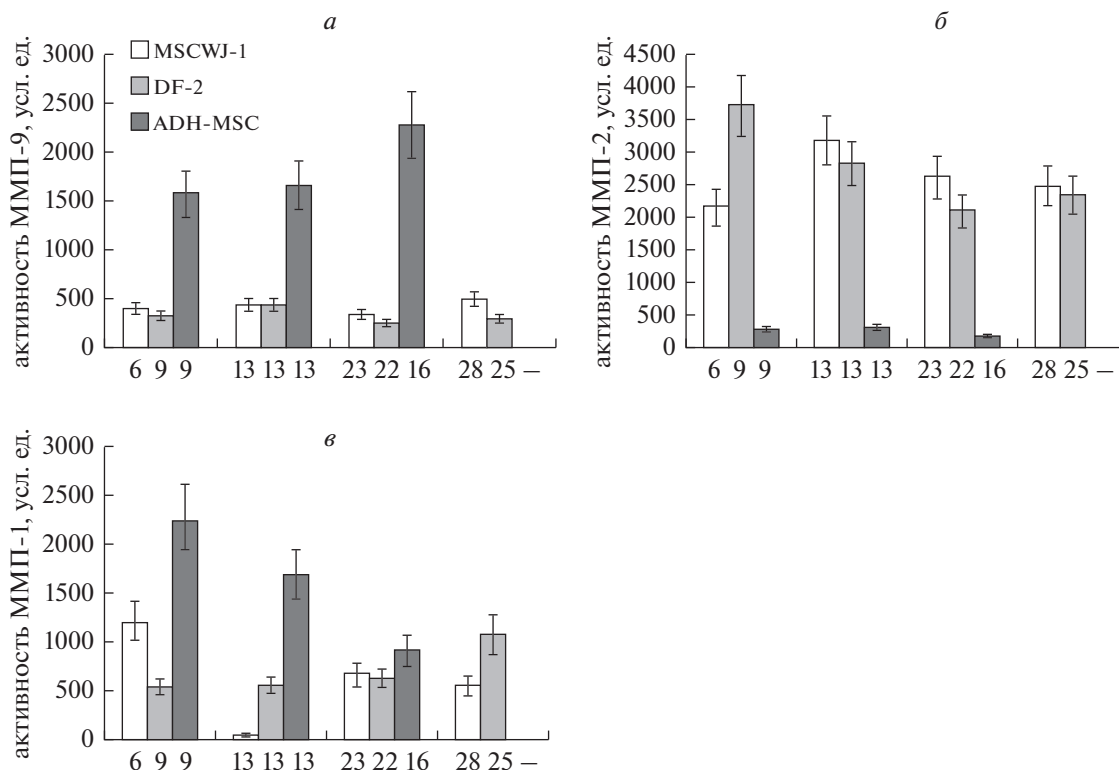 а
активность ММП-9, усл. ед.
3000
2500
2000
1500
1000
500
0
MSCWJ-1
DF-2
ADH-MSC
6 9 9 13 13 13 23 22 16 28 25 —
б
активность ММП-2, усл. ед.
4500
4000
3500
3000
2500
2000
1500
1000
500
0
6 9 9 13 13 13 23 22 16 28 25 —
в
активность ММП-1, усл. ед.
3000
2500
2000
1500
1000
500
0
6 9 9 13 13 13 23 22 16 28 25 —